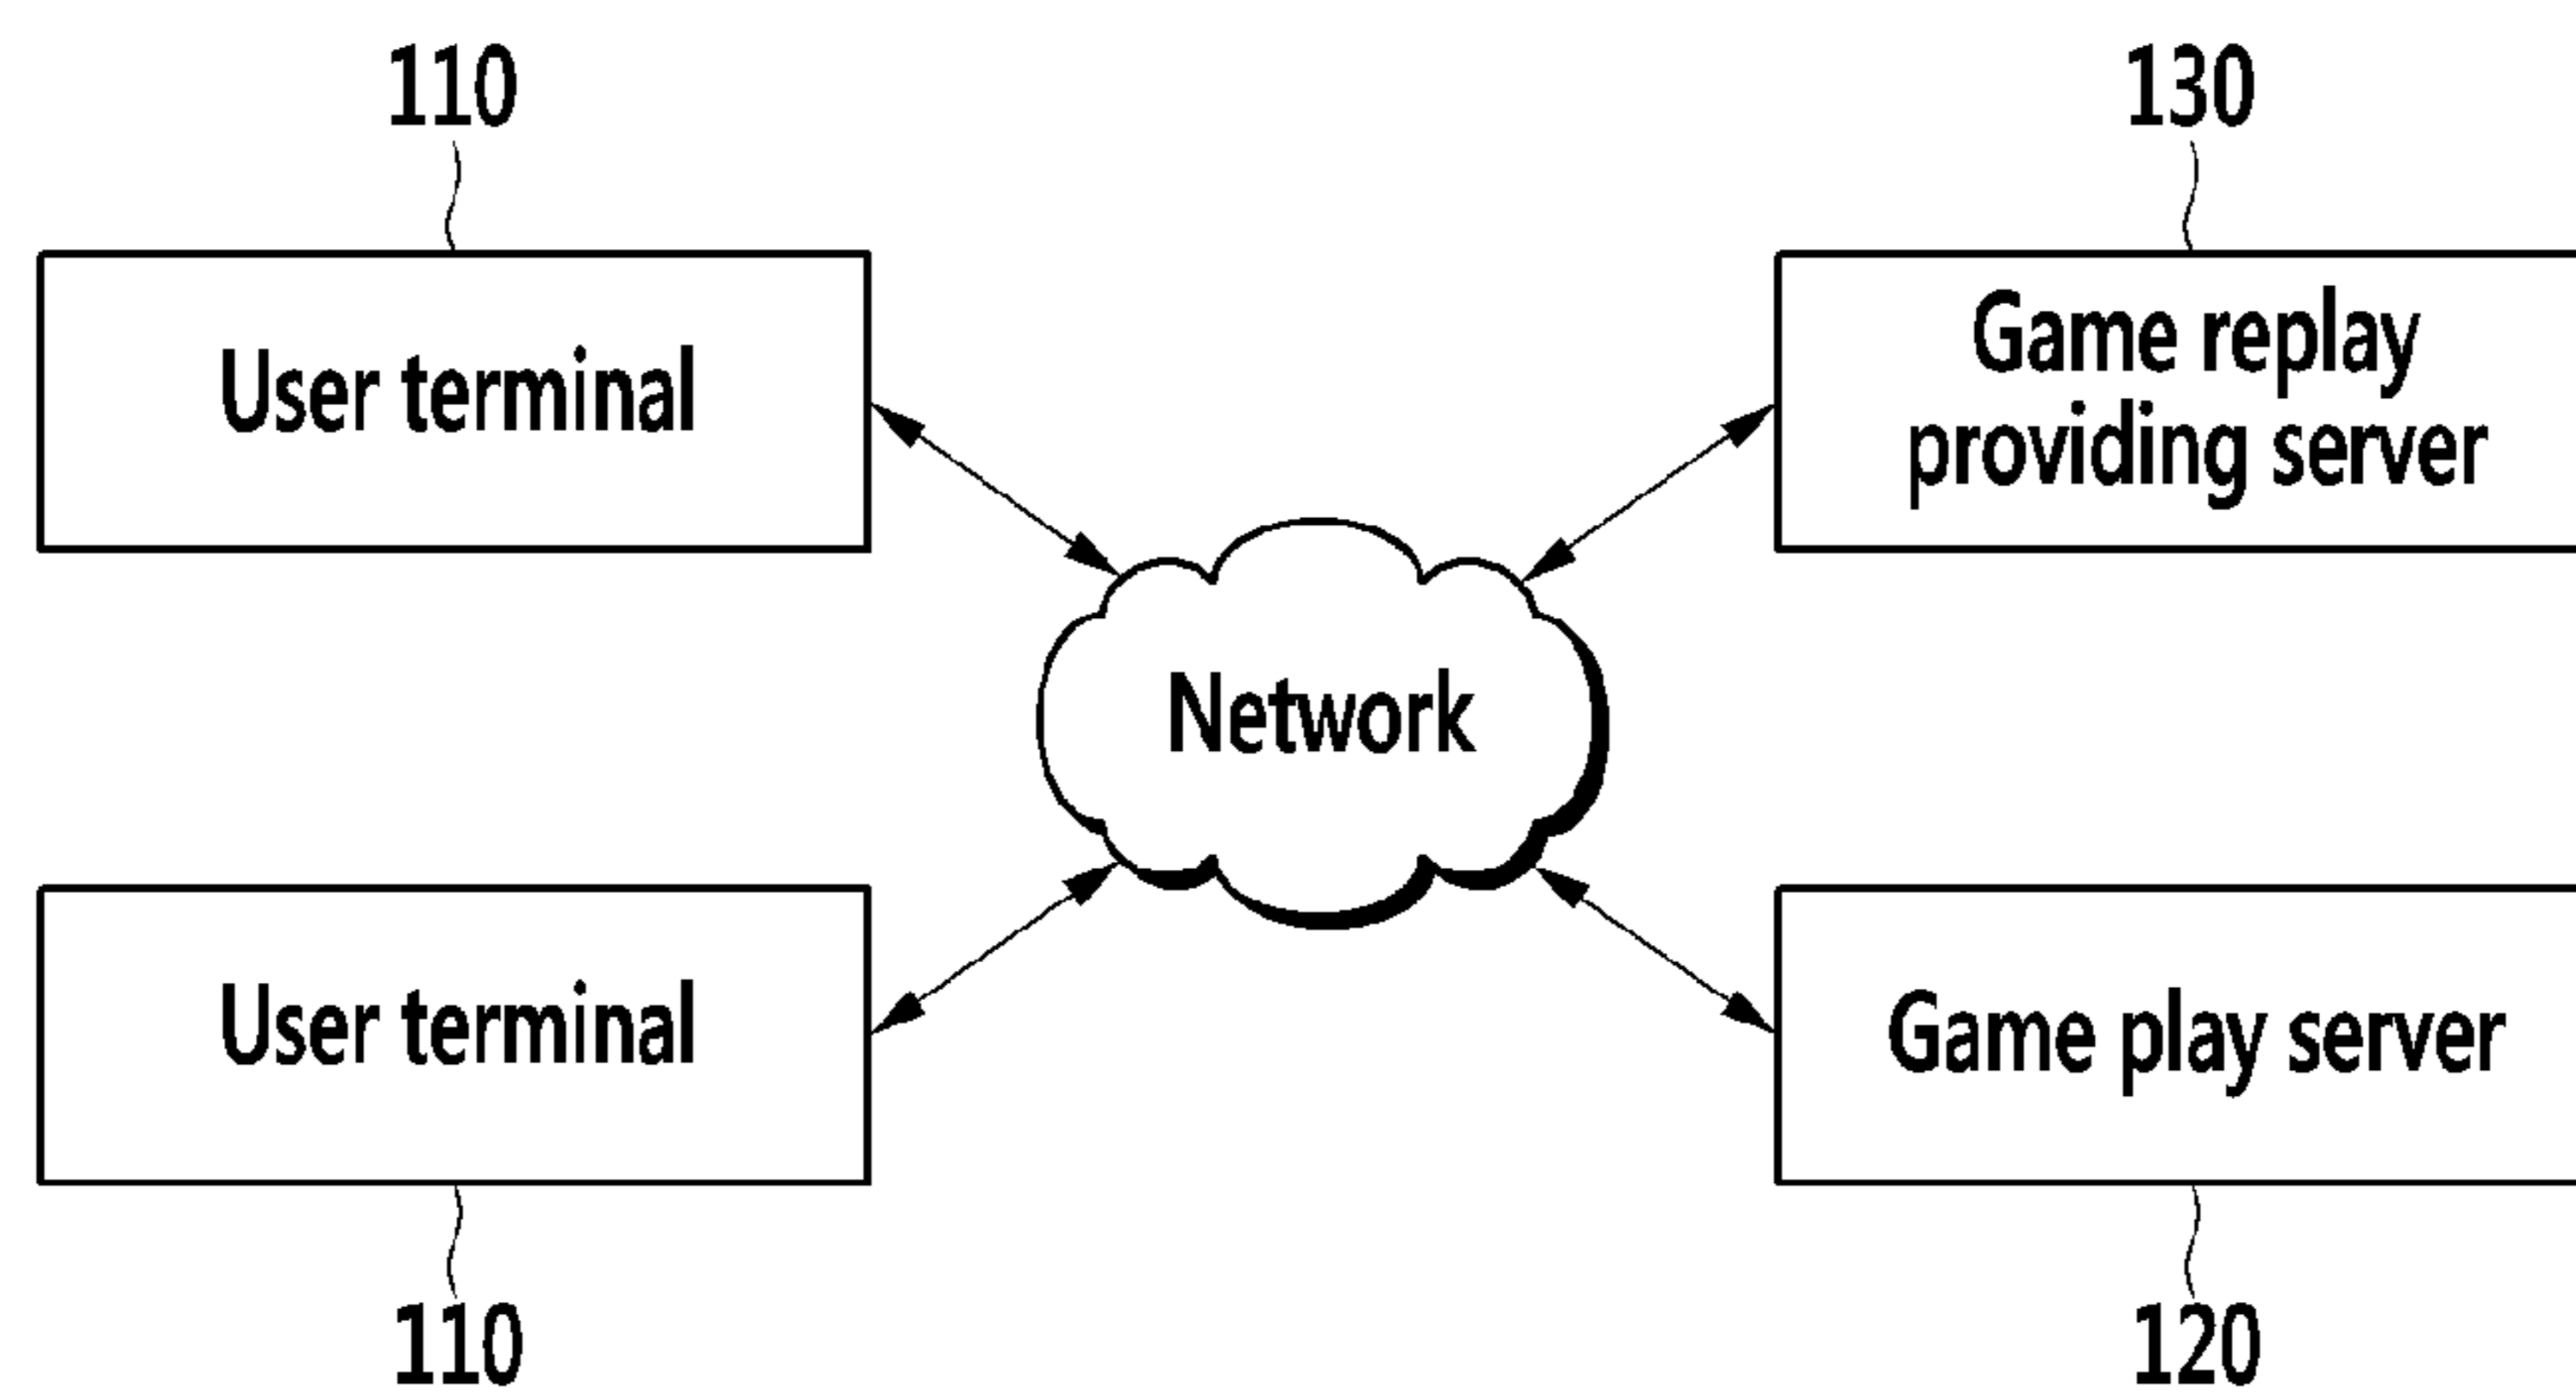 110
130
User terminal
Game replay
providing server
Network
User terminal
Game play server
110
120